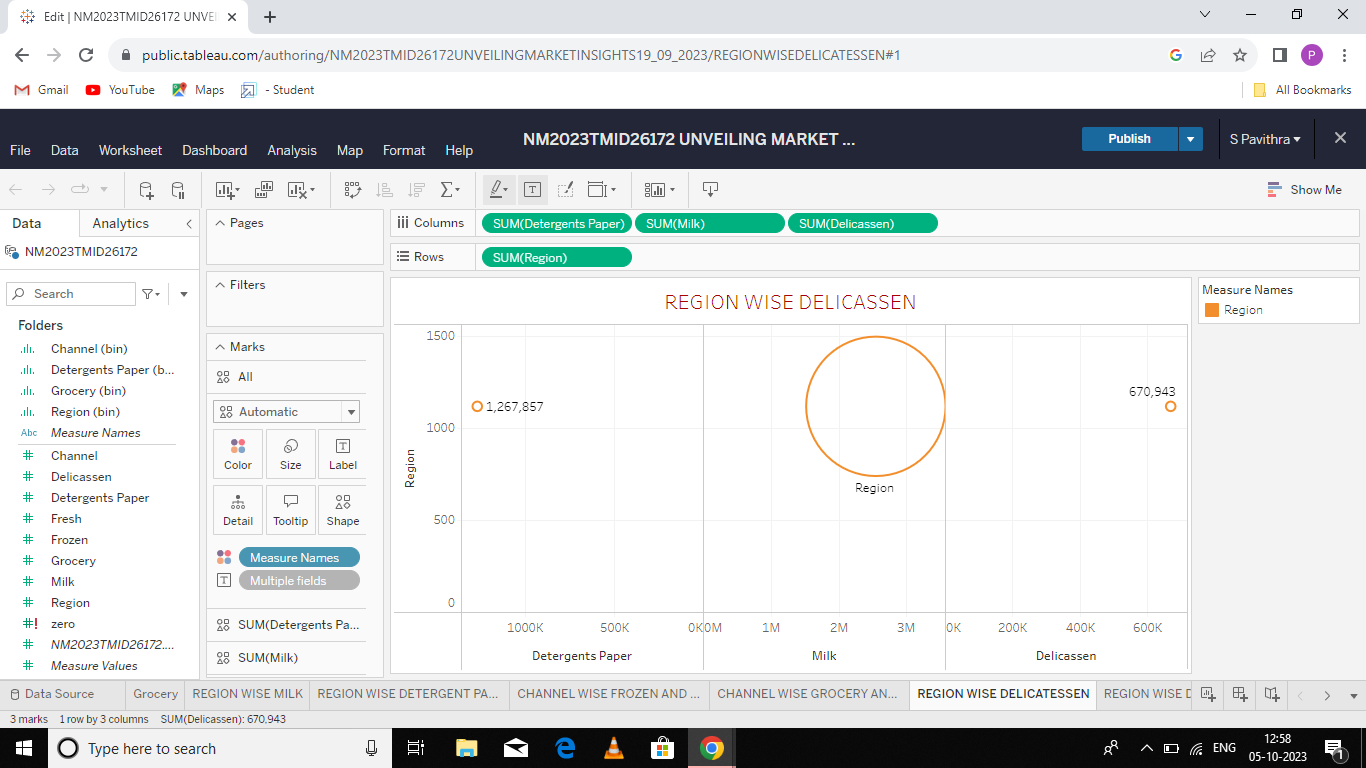 Edit | NM2023TMID26172 UNVEI
public.tableau.com/authoring/NM2023TMID26172UNVEILINGMARKETINSIGHTS19_09_2023/REGIONWISEDELICATESSEN#1
P
Gmail YouTube Maps - Student All Bookmarks
NM2023TMID26172 UNVEILING MARKET ...
File Data Worksheet Dashboard Analysis Map Format Help
Publish
S Pavithra
Show Me
Data Analytics
NM2023TMID26172
Search
Folders
Channel (bin)
Detergents Paper (b...
Grocery (bin)
Region (bin)
Abc Measure Names
Channel
Delicassen
Detergents Paper
Fresh
Frozen
Grocery
Milk
Region
zero
NM2023TMID26172....
Measure Values
Pages
Filters
Marks
All
Automatic
Color Size Label
Detail Tooltip Shape
Measure Names
Multiple fields
SUM(Detergents Pa...
SUM(Milk)
Columns SUM(Detergents Paper) SUM(Milk) SUM(Delicassen)
Rows SUM(Region)
REGION WISE DELICASSEN
1500
1000
500
0
Region
1,267,857
Region
670,943
1000K 500K 0K 0M 1M 2M 3M 0K 200K 400K 600K
Detergents Paper Milk Delicassen
Measure Names
Region
Data Source Grocery REGION WISE MILK REGION WISE DETERGENT PA... CHANNEL WISE FROZEN AND ... CHANNEL WISE GROCERY AN... REGION WISE DELICATESSEN REGION WISE D
3 marks 1 row by 3 columns SUM(Delicassen): 670,943
Type here to search
ENG
12:58
05-10-2023
1